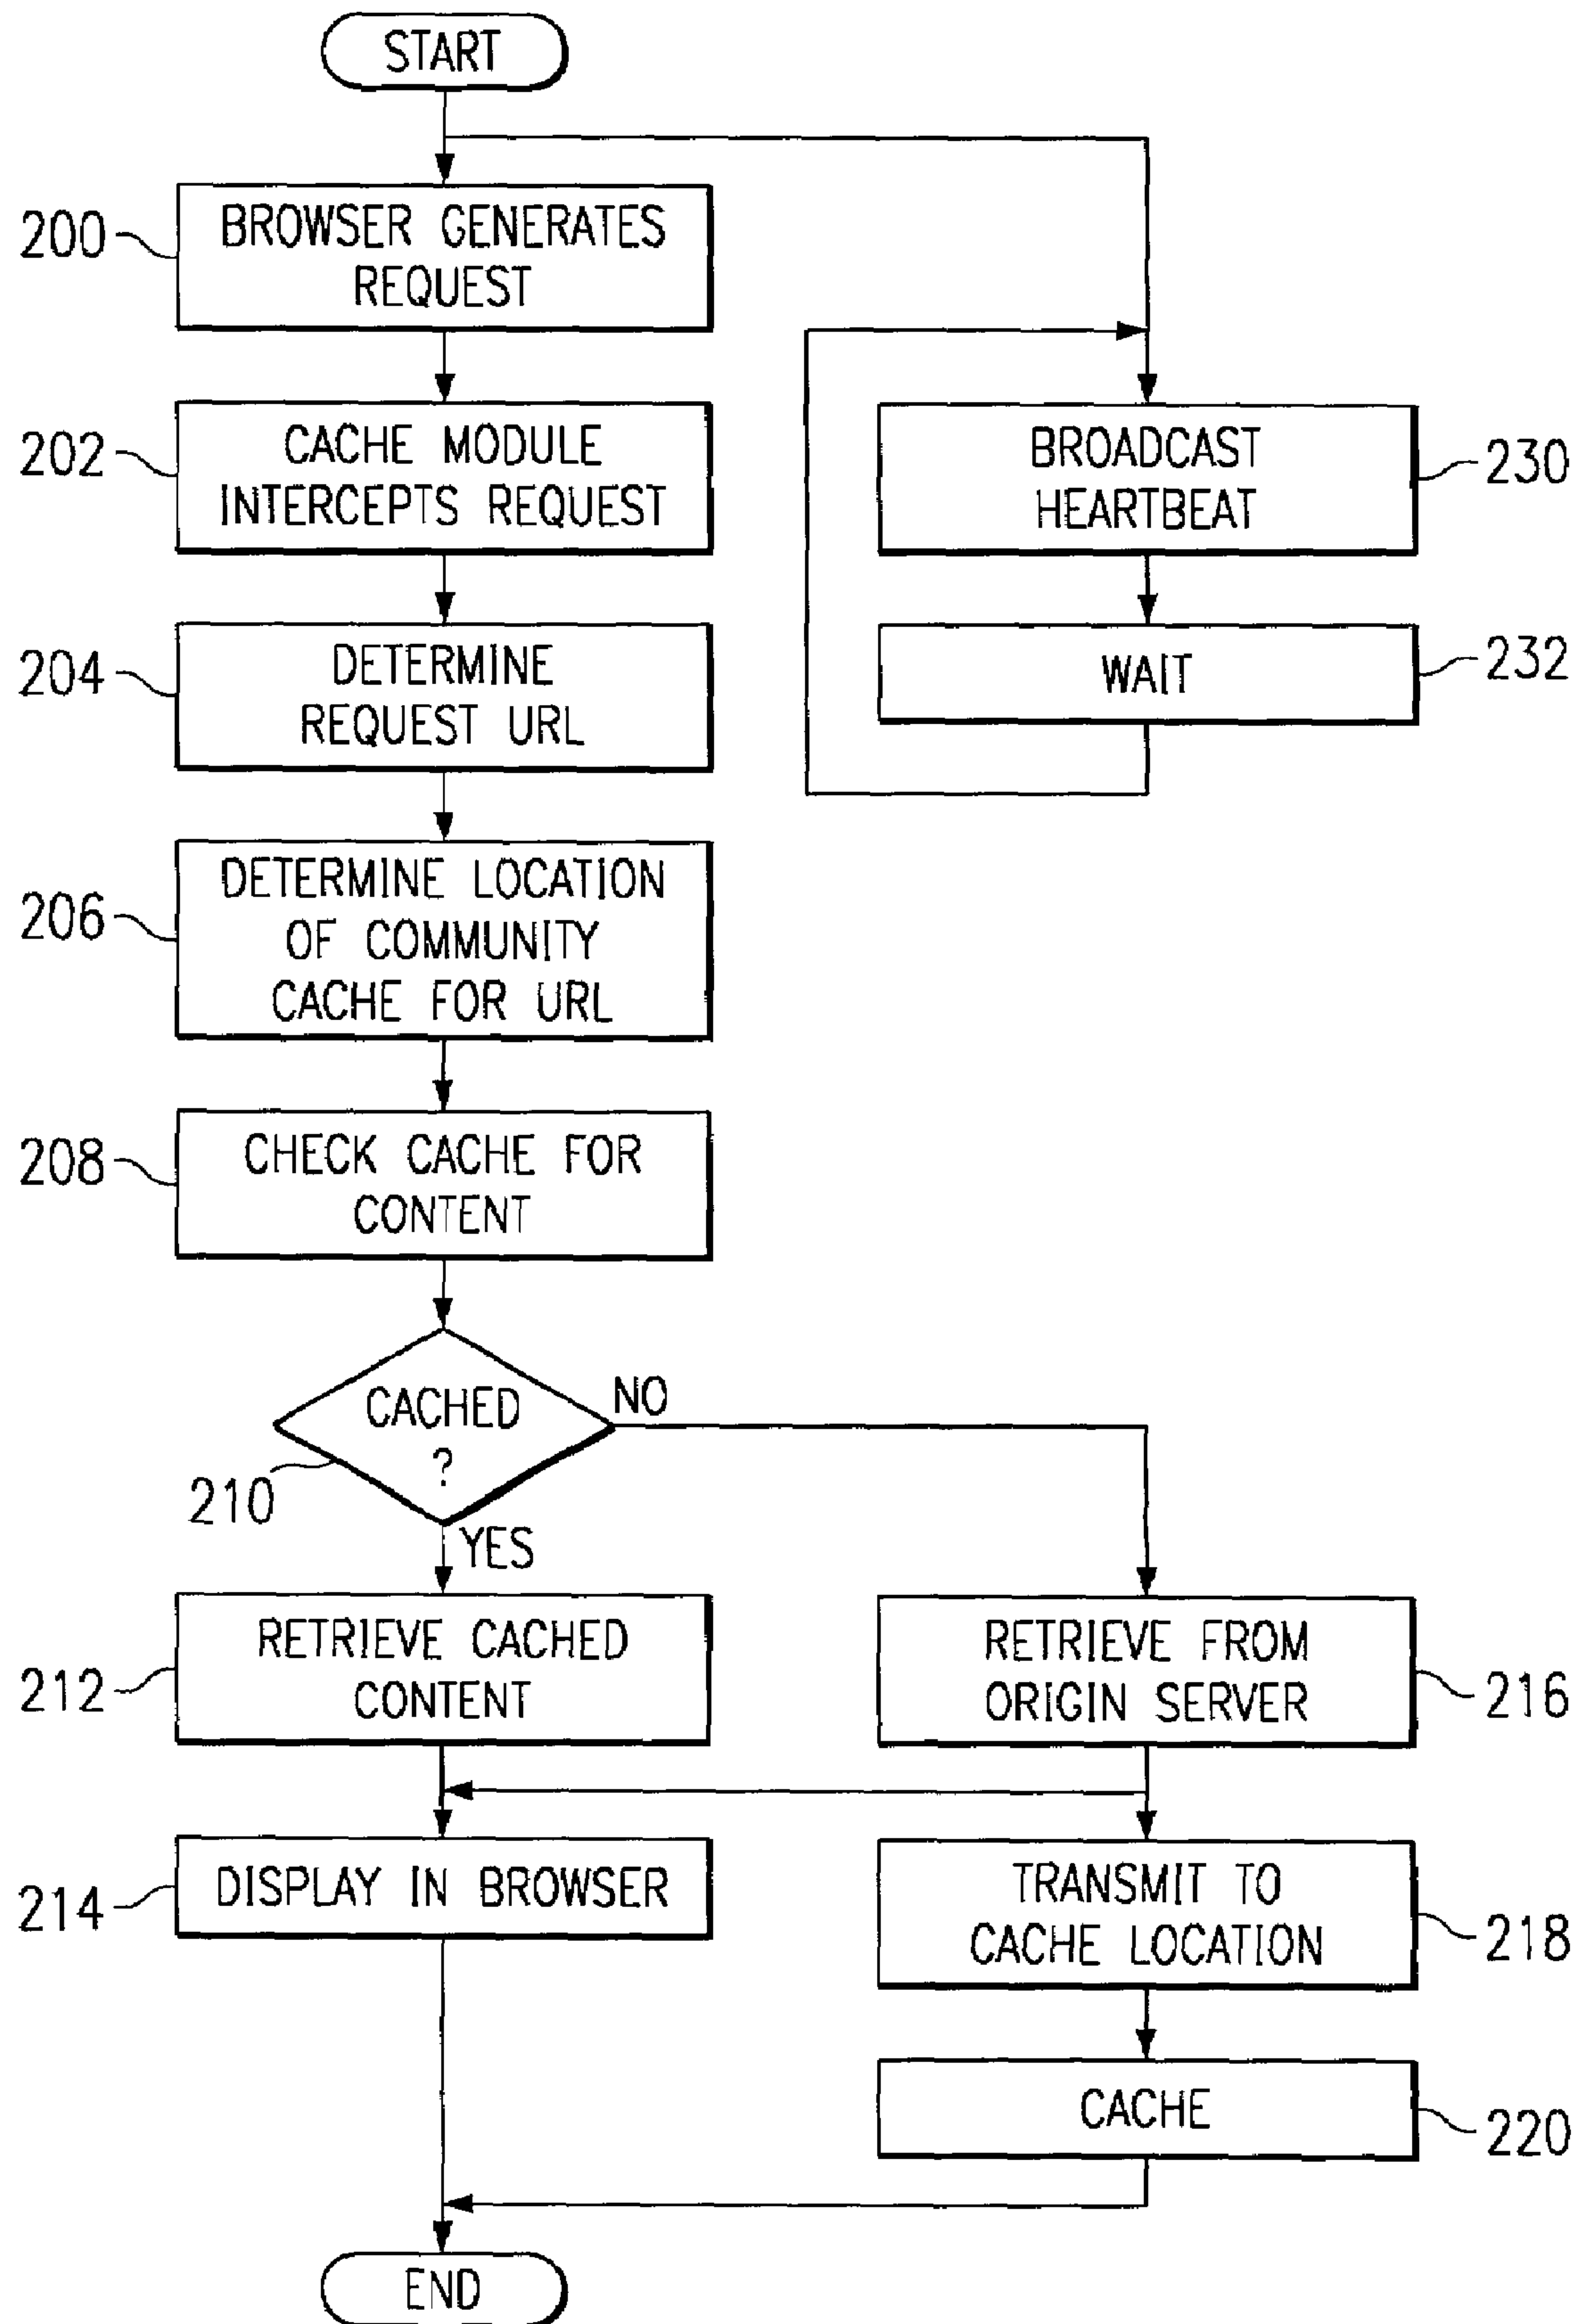 START
200
BROWSER GENERATES
REQUEST
202
CACHE MODULE
INTERCEPTS REQUEST
BROADCAST
HEARTBEAT
230
204
DETERMINE
REQUEST URL
WAIT
232
206
DETERMINE LOCATION
OF COMMUNITY
CACHE FOR URL
208
CHECK CACHE FOR
CONTENT
CACHED
?
NO
210
YES
212
RETRIEVE CACHED
CONTENT
RETRIEVE FROM
ORIGIN SERVER
216
214
DISPLAY IN BROWSER
TRANSMIT TO
CACHE LOCATION
218
CACHE
220
END